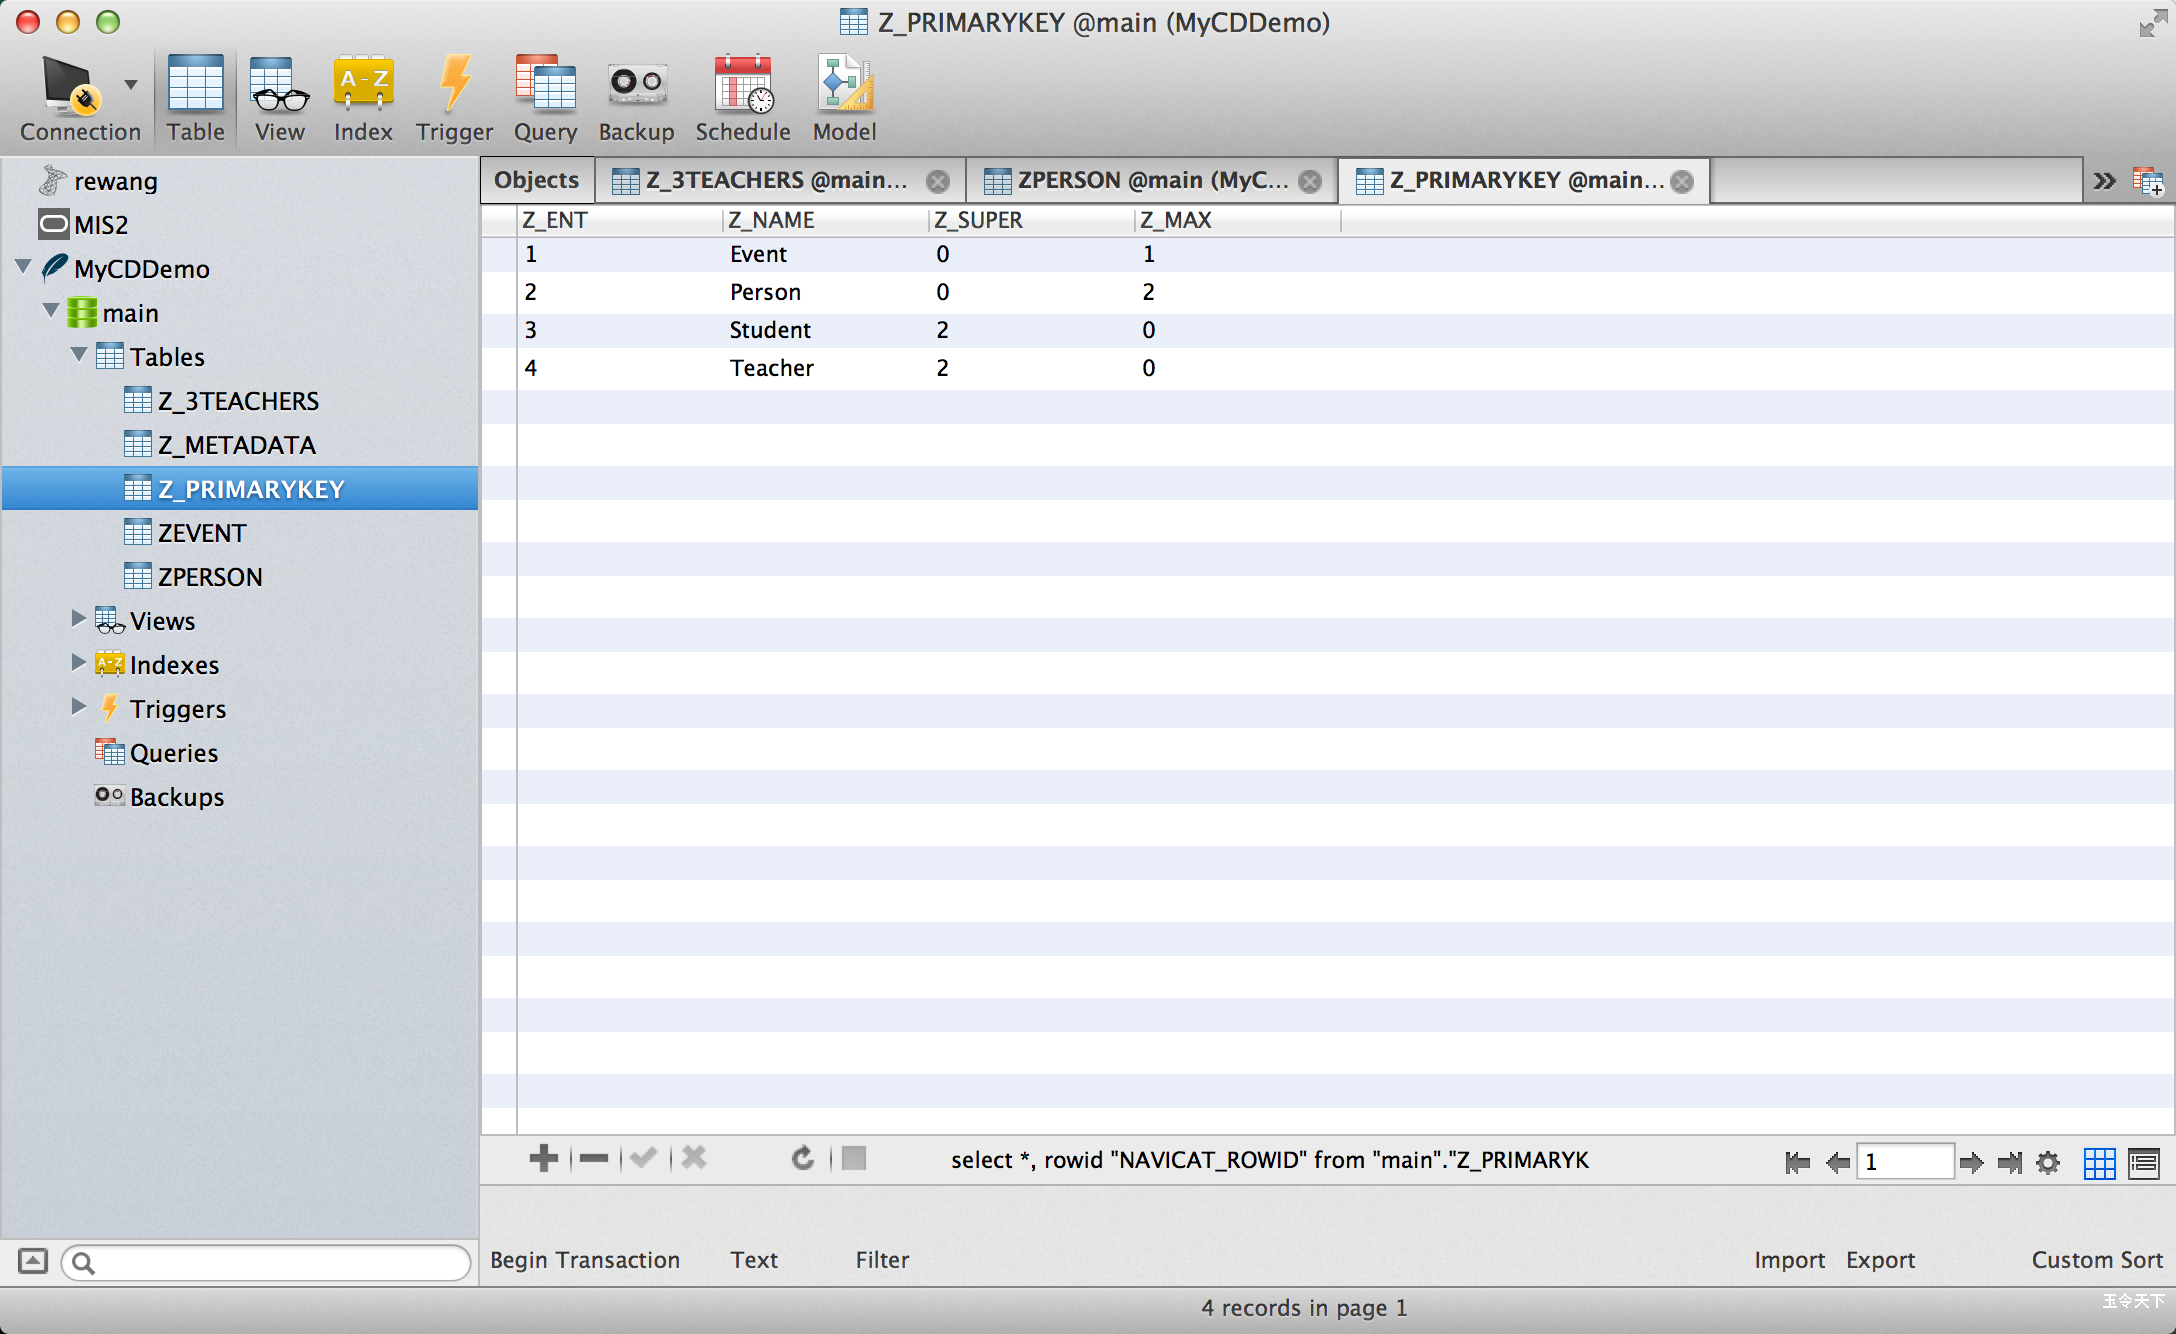 Z_PRIMARYKEY @main (MyCDDemo)
Connection Table View Index Trigger Query Backup Schedule Model
A-Z
rewang
MIS2
MyCDDemo
main
Tables
Z_3TEACHERS
Z_METADATA
Z_PRIMARYKEY
ZEVENT
ZPERSON
Views
A-Z Indexes
Triggers
Queries
Backups
Objects Z_3TEACHERS @main... ZPERSON @main (MyC... Z_PRIMARYKEY @main...
Z_ENT Z_NAME Z_SUPER Z_MAX
1 Event 0 1
2 Person 0 2
3 Student 2 0
4 Teacher 2 0
select *, rowid "NAVICAT_ROWID" from "main"."Z_PRIMARYK
1
Begin Transaction Text Filter Import Export Custom Sort
4 records in page 1
玉令天下